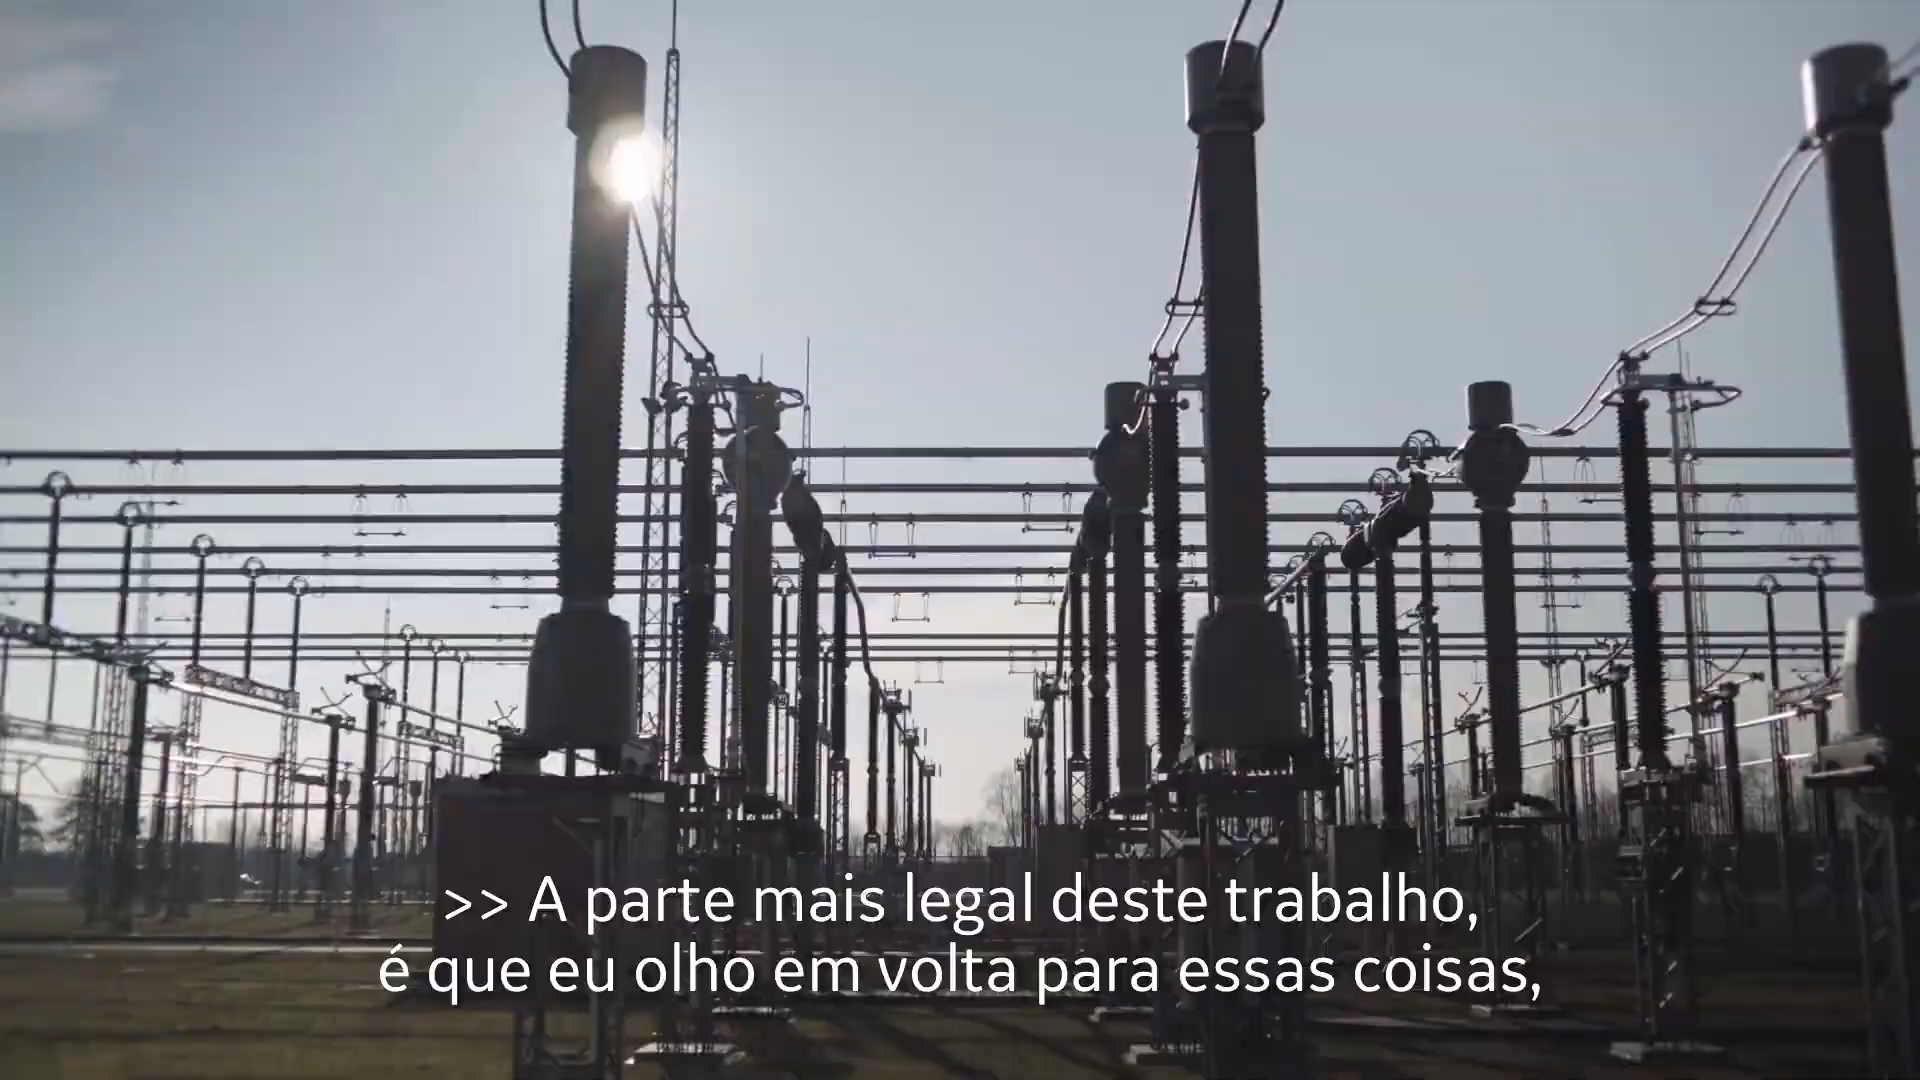 >> A parte mais legal deste trabalho,
é que eu olho em volta para essas coisas,